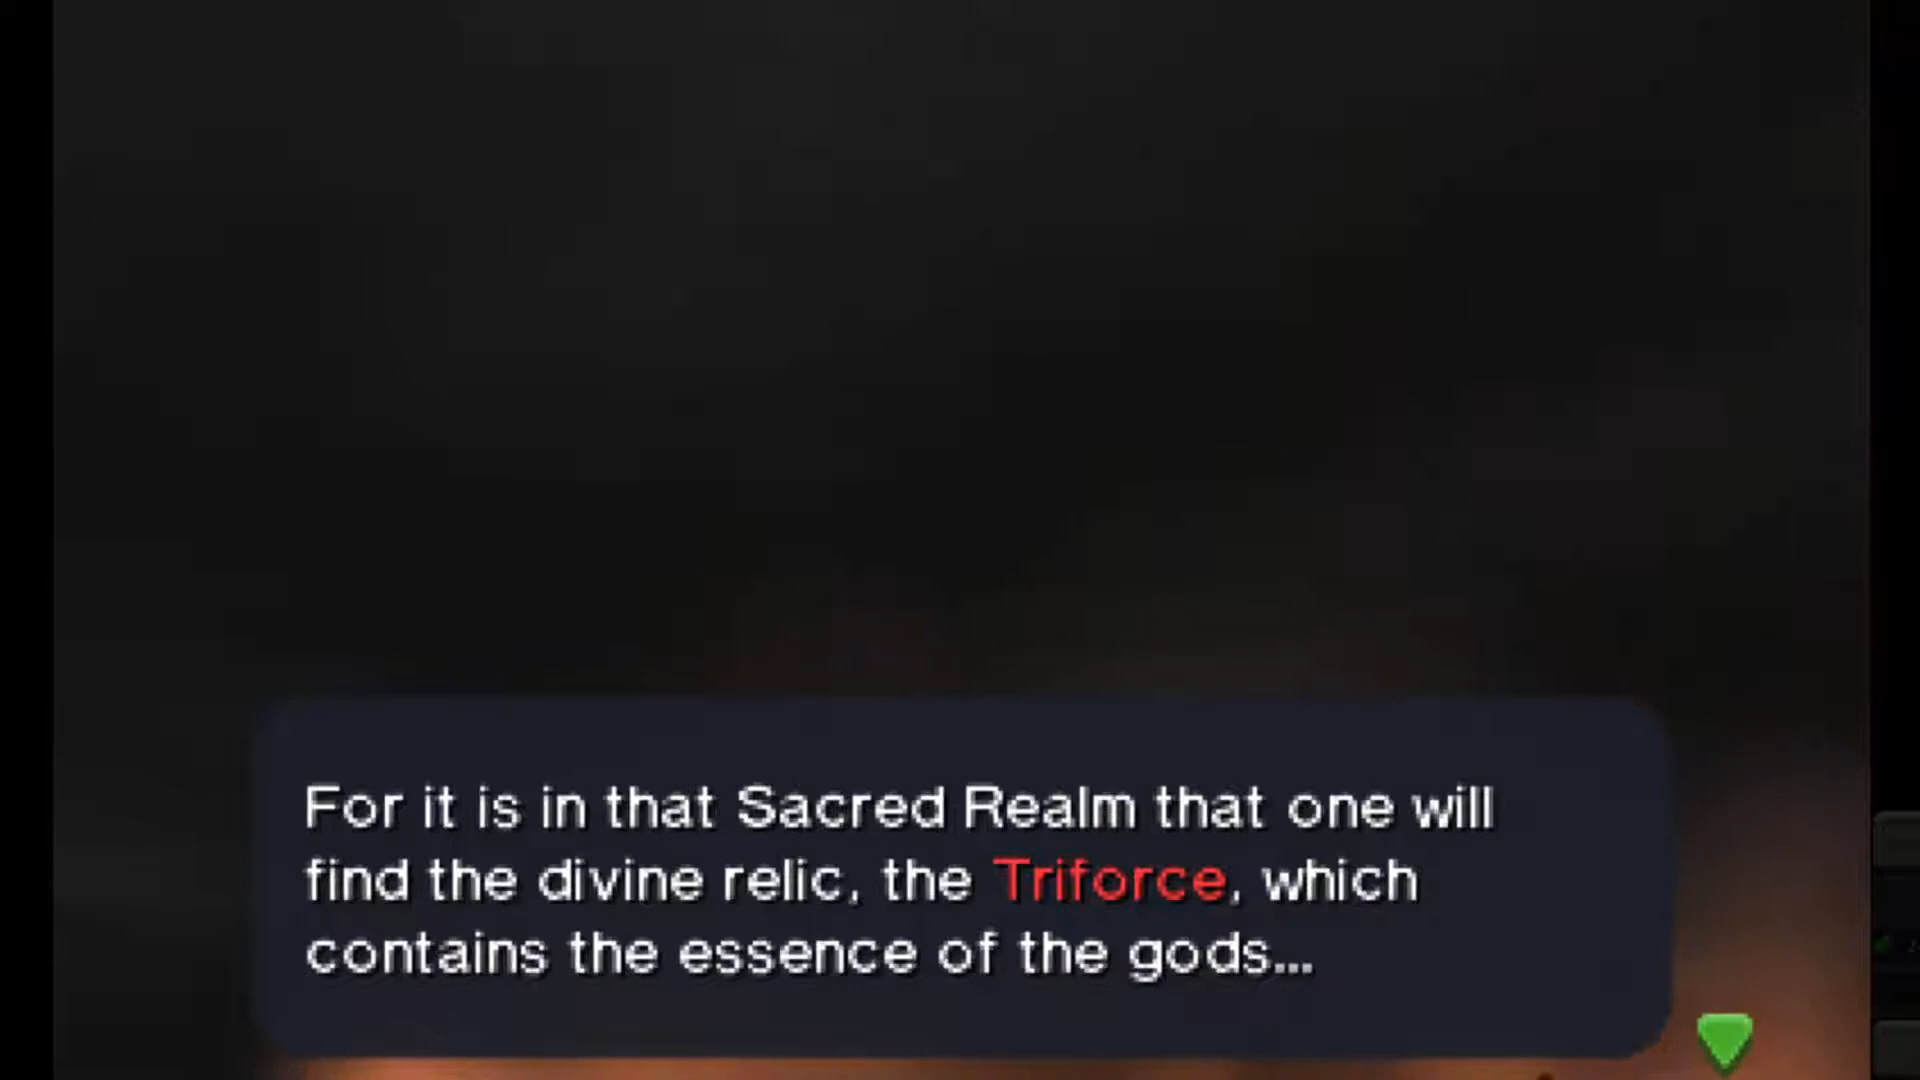 For it is in that Sacred Realm that one will
find the divine relic, the Triforce, which
contains the essence of the gods...